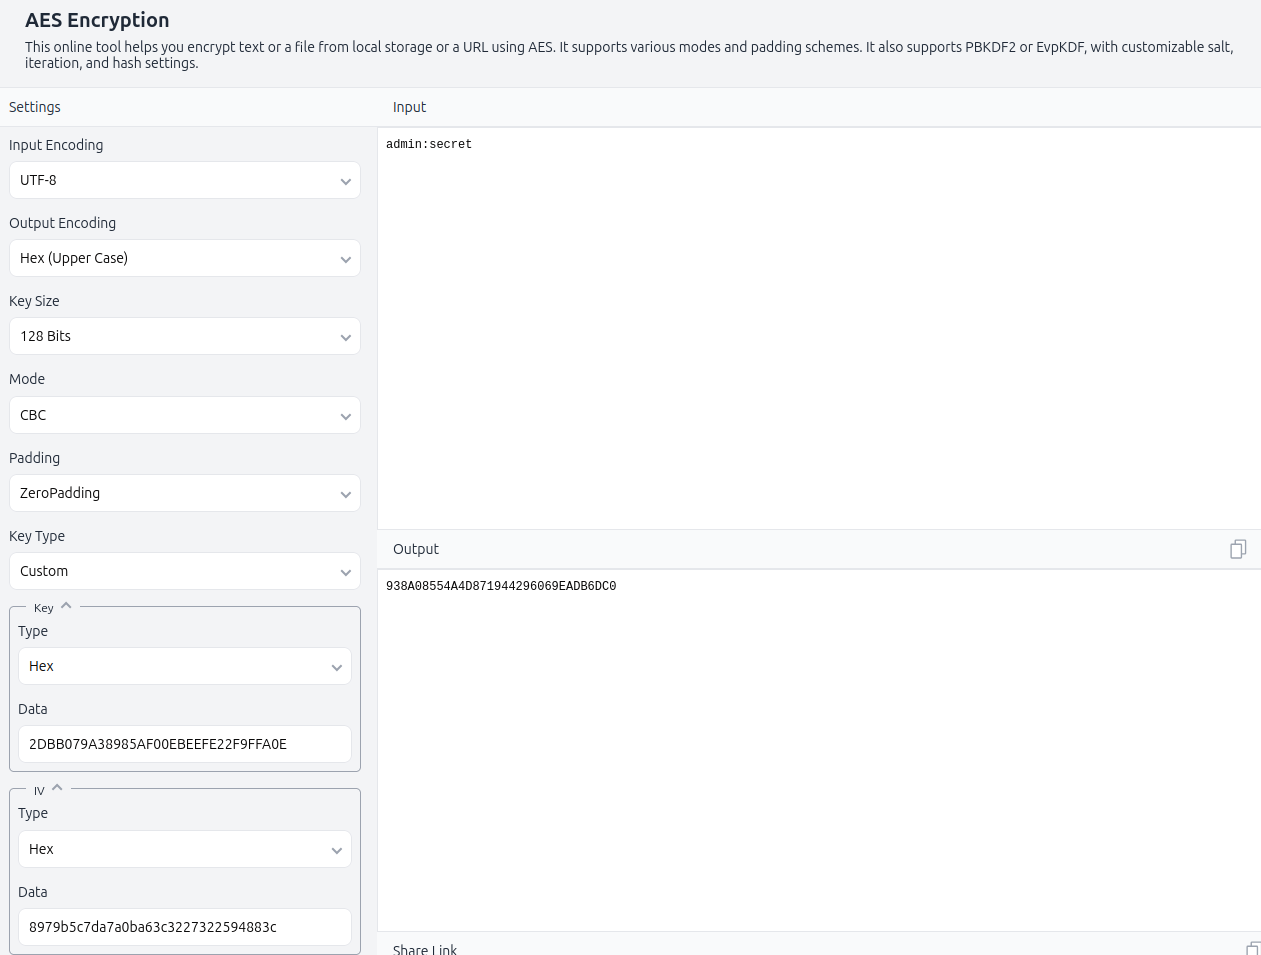 AES Encryption
This online tool helps you encrypt text or a file from local storage or a URL using AES. It supports various modes and padding schemes. It also supports PBKDF2 or EvpKDF, with customizable salt,
iteration, and hash settings.
Settings
Input Encoding
UTF-8
Output Encoding
Hex (Upper Case)
Key Size
128 Bits
Mode
CBC
Padding
ZeroPadding
Key Type
Custom
Key
Type
Hex
Data
2DBB079A38985AF00EBEEFE22F9FFA0E
IV
Type
Hex
Data
8979b5c7da7a0ba63c3227322594883c
Input
admin:secret
Output
938A08554A4D871944296069EADB6DC0
Share Link